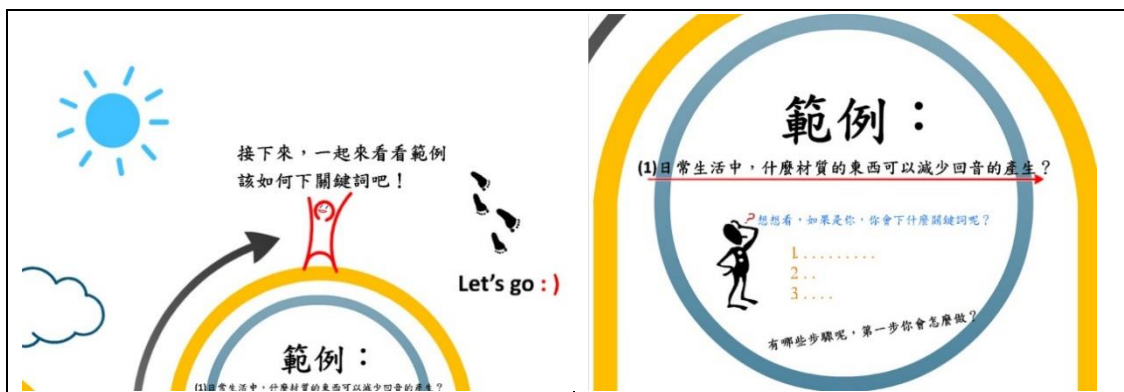 接下來，一起來看看範例
該如何下關鍵詞吧！
Let's go : )
範例：
(1)日常生活中，什麼材質的東西可以減少回音的產生？
範例：
(1)日常生活中，什麼材質的東西可以減少回音的產生？
?想想看，如果是你，你會下什麼關鍵詞呢？
1.........
2..
3....
有哪些步驟呢，第一步你會怎麼做？